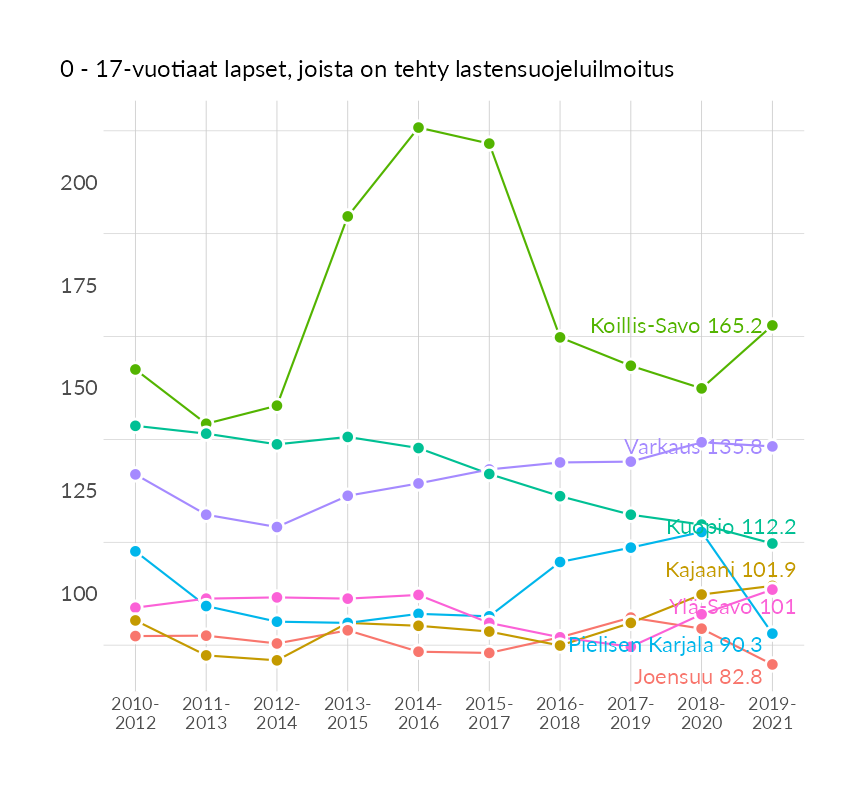 0 - 17-vuotiaat lapset, joista on tehty lastensuojeluilmoitus
200
175
Koillis-Savo 165.2
150
Varkaus 135.8
125
Kuopio 112.2
Kajaani 101.9
100
Ylä-Savo 101
Pielisen Karjala 90.3
Joensuu 82.8
2010- 2011- 2012- 2013- 2014- 2015- 2016- 2017- 2018- 2019-
2012 2013 2014 2015 2016 2017 2018 2019 2020 2021